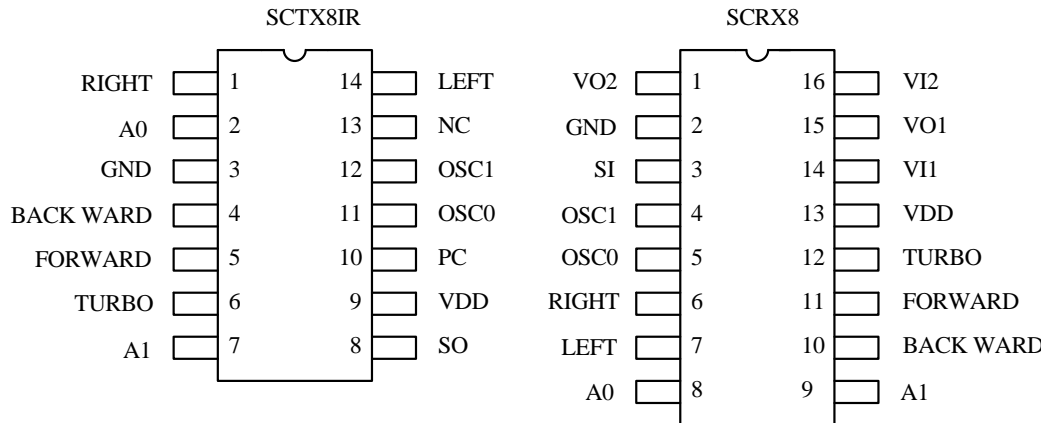 SCTX8IR
RIGHT 1 14 LEFT
A0 2 13 NC
GND 3 12 OSC1
BACK WARD 4 11 OSC0
FORWARD 5 10 PC
TURBO 6 9 VDD
A1 7 8 SO
SCRX8
VO2 1 16 VI2
GND 2 15 VO1
SI 3 14 VI1
OSC1 4 13 VDD
OSC0 5 12 TURBO
RIGHT 6 11 FORWARD
LEFT 7 10 BACK WARD
A0 8 9 A1